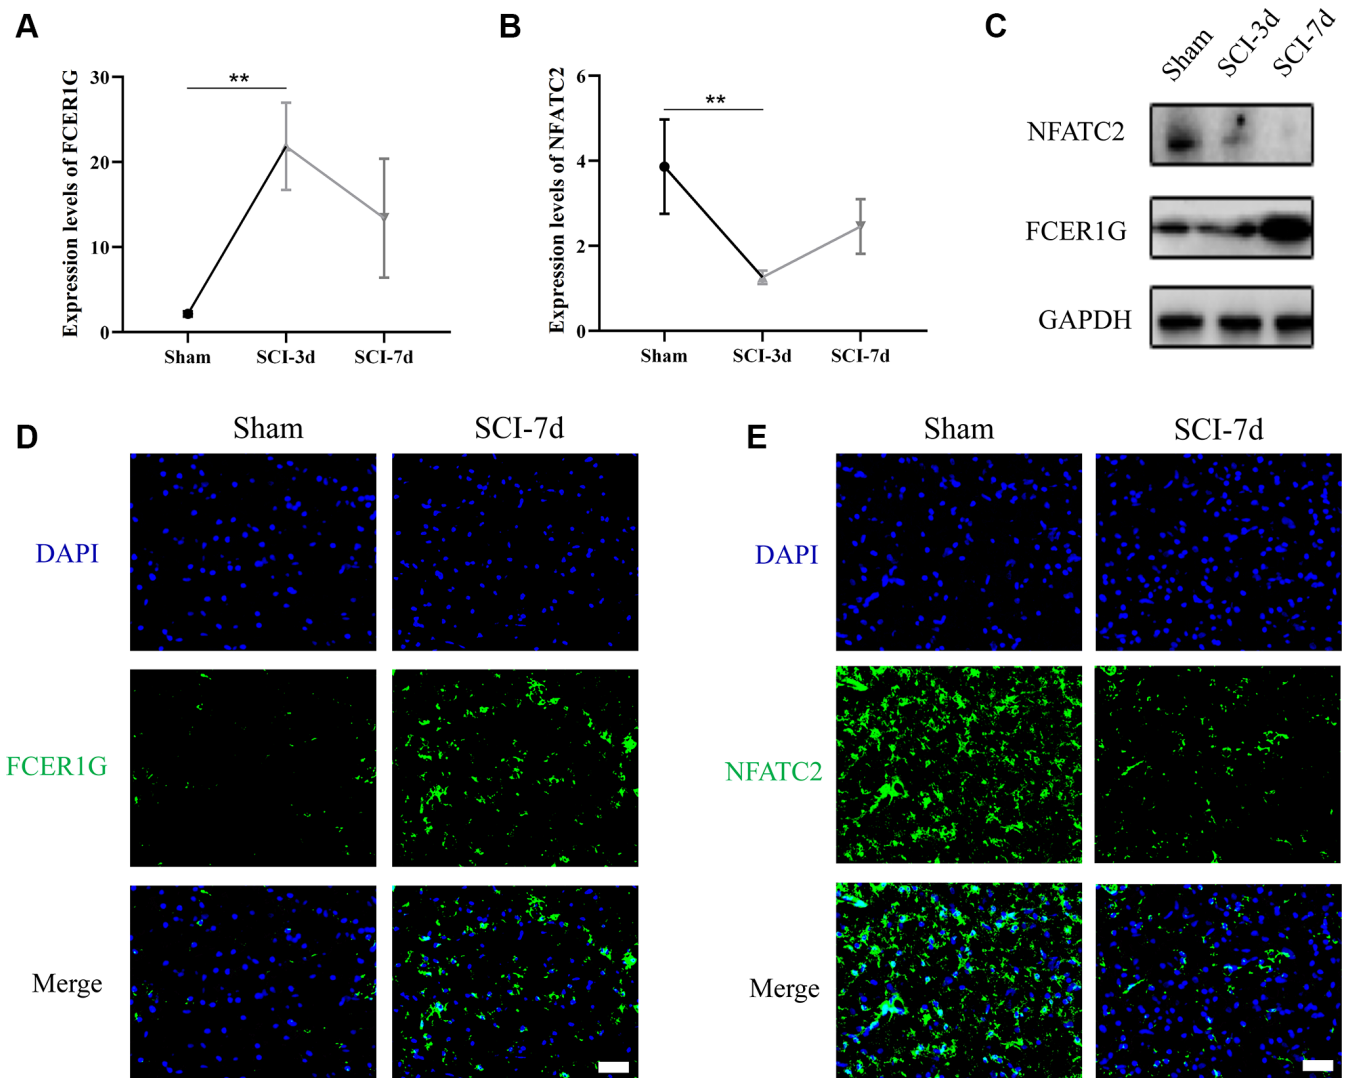 A
Expression levels of FCER1G
30
20
10
0
**
Sham
SCI-3d
SCI-7d
B
Expression levels of NFATC2
6
4
2
0
**
Sham
SCI-3d
SCI-7d
C
Sham
SCI-3d
SCI-7d
NFATC2
FCER1G
GAPDH
D
Sham
SCI-7d
DAPI
FCER1G
Merge
E
Sham
SCI-7d
DAPI
NFATC2
Merge